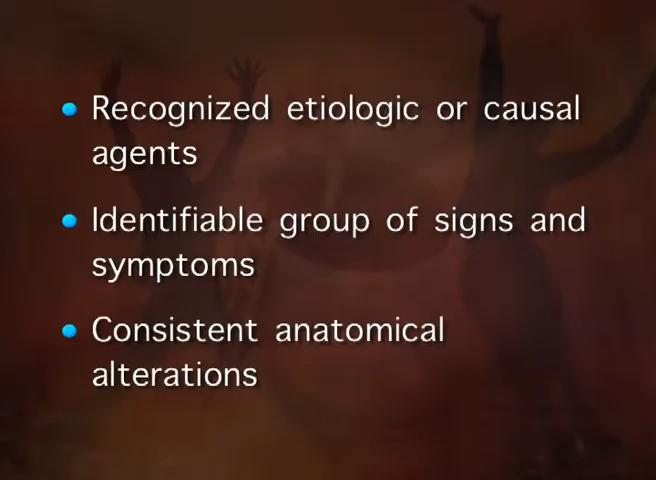 Recognized etiologic or causal
agents
Identifiable group of signs and
symptoms
Consistent anatomical
alterations